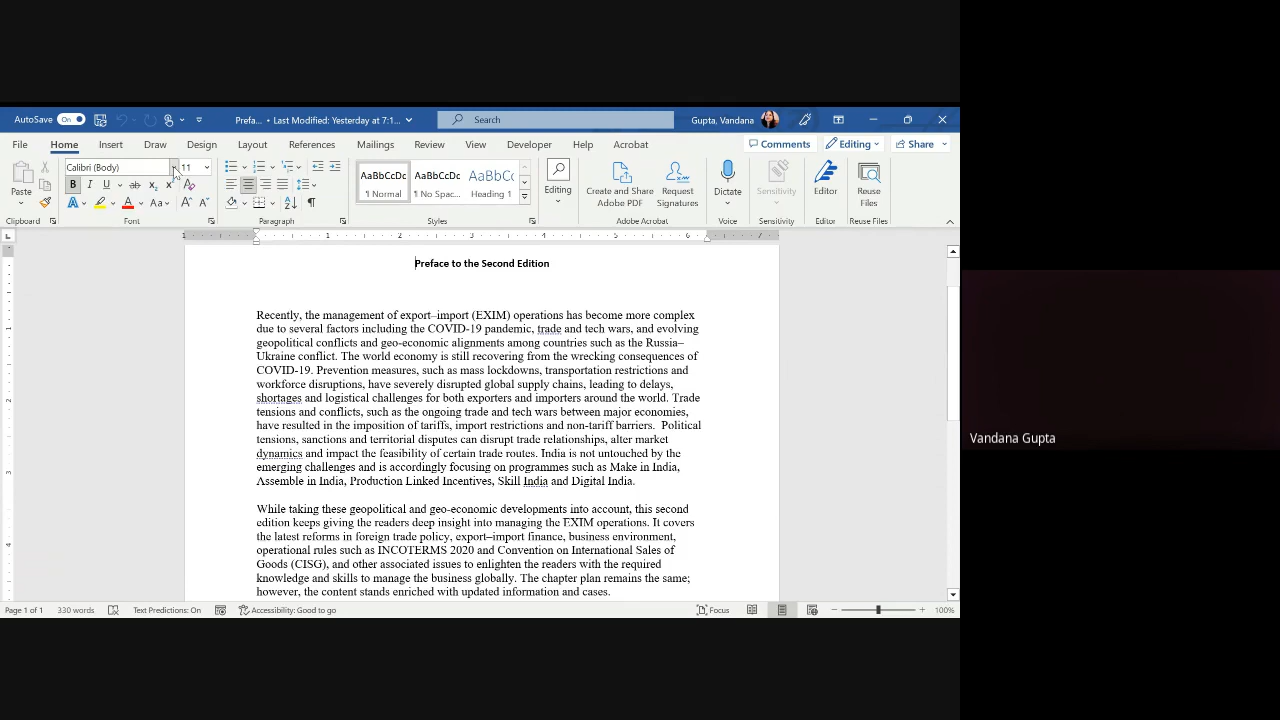 AutoSave On Prefa... • Last Modified: Yesterday at 7:1... Search Gupta, Vandana
File Home Insert Draw Design Layout References Mailings Review View Developer Help Acrobat Comments Editing Share
Calibri (Body) 11
AaBbCcDc AaBbCcDc AaBbCc
Paste B I U ab x₂ x Editing Create and Share Adobe PDF Request Signatures Dictate Sensitivity Editor Reuse Files
¶ Normal ¶ No Spac... Heading 1
A A Aa A A
Clipboard Font Paragraph Styles Adobe Acrobat Voice Sensitivity Editor Reuse Files
1 1 2 3 4 5 6 7
Preface to the Second Edition
Recently, the management of export–import (EXIM) operations has become more complex
due to several factors including the COVID-19 pandemic, trade and tech wars, and evolving
geopolitical conflicts and geo-economic alignments among countries such as the Russia–
Ukraine conflict. The world economy is still recovering from the wrecking consequences of
COVID-19. Prevention measures, such as mass lockdowns, transportation restrictions and
workforce disruptions, have severely disrupted global supply chains, leading to delays,
shortages and logistical challenges for both exporters and importers around the world. Trade
tensions and conflicts, such as the ongoing trade and tech wars between major economies,
have resulted in the imposition of tariffs, import restrictions and non-tariff barriers. Political
tensions, sanctions and territorial disputes can disrupt trade relationships, alter market
dynamics and impact the feasibility of certain trade routes. India is not untouched by the
emerging challenges and is accordingly focusing on programmes such as Make in India,
Assemble in India, Production Linked Incentives, Skill India and Digital India.
While taking these geopolitical and geo-economic developments into account, this second
edition keeps giving the readers deep insight into managing the EXIM operations. It covers
the latest reforms in foreign trade policy, export–import finance, business environment,
operational rules such as INCOTERMS 2020 and Convention on International Sales of
Goods (CISG), and other associated issues to enlighten the readers with the required
knowledge and skills to manage the business globally. The chapter plan remains the same;
however, the content stands enriched with updated information and cases.
Page 1 of 1 330 words Text Predictions: On Accessibility: Good to go Focus 100%
Vandana Gupta